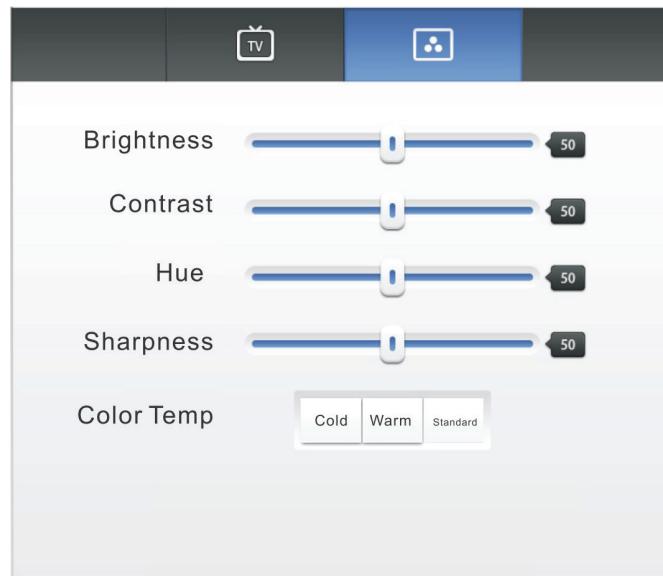 TV
Brightness 50
Contrast 50
Hue 50
Sharpness 50
Color Temp Cold Warm Standard